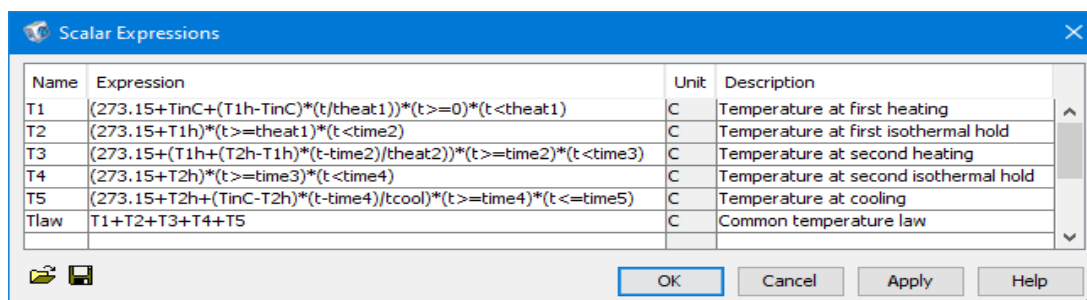 Scalar Expressions
Name Expression Unit Description
T1 (273.15+TinC+(T1h-TinC)*(t/theat1))*(t>=0)*(t<theat1) C Temperature at first heating
T2 (273.15+T1h)*(t>=theat1)*(t<time2) C Temperature at first isothermal hold
T3 (273.15+(T1h+(T2h-T1h)*(t-time2)/theat2))*(t>=time2)*(t<time3) C Temperature at second heating
T4 (273.15+T2h)*(t>=time3)*(t<time4) C Temperature at second isothermal hold
T5 (273.15+T2h+(TinC-T2h)*(t-time4)/tcool)*(t>=time4)*(t<=time5) C Temperature at cooling
Tlaw T1+T2+T3+T4+T5 C Common temperature law
OK Cancel Apply Help